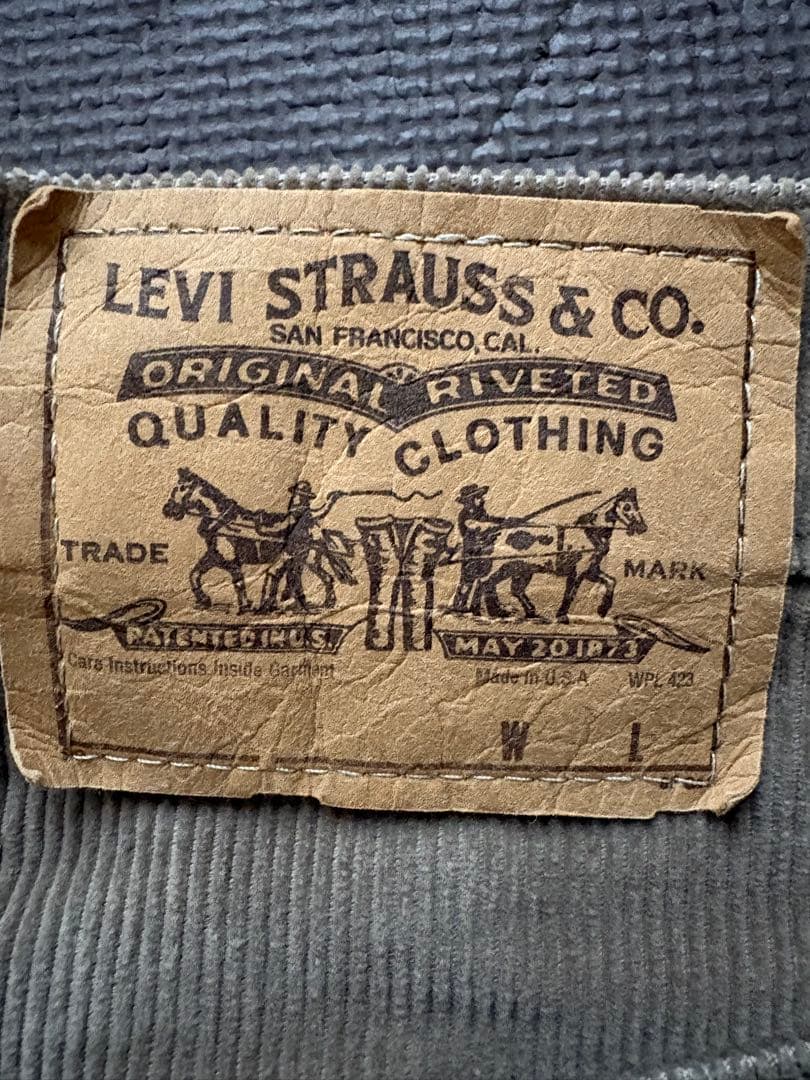 LEVI STRAUSS & CO.
SAN FRANCISCO, CAL.
ORIGINAL RIVETED
QUALITY CLOTHING
TRADE MARK
PATENTED IN U.S. MAY 20 1873
Care Instructions Inside Garment Made in U.S.A WPL 423
W L